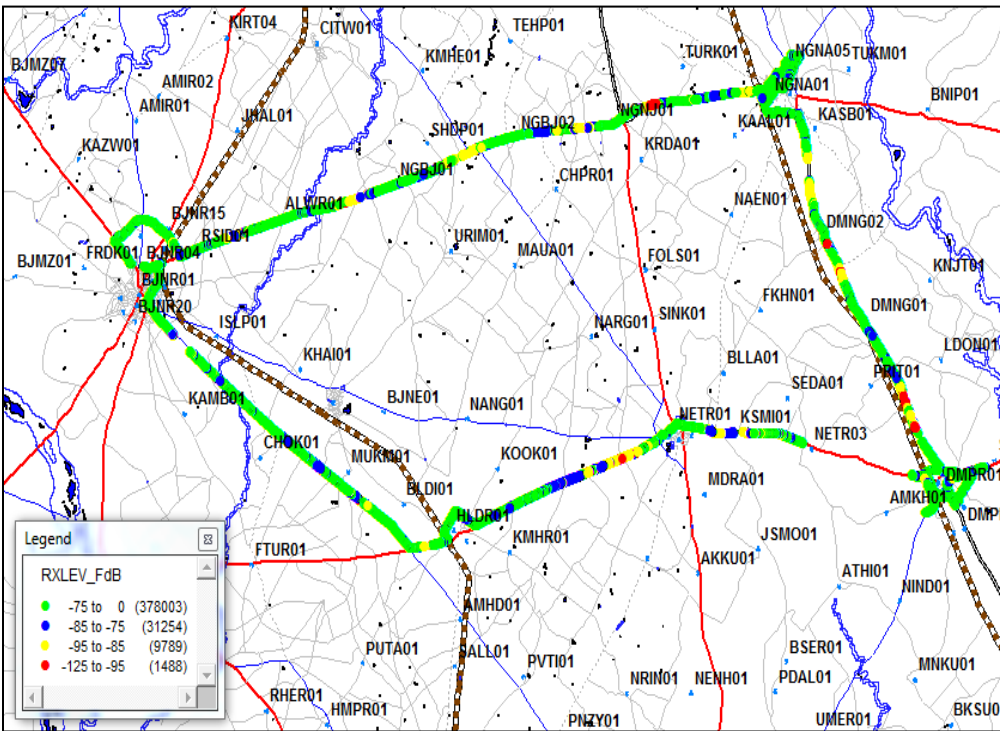 KIRT04
TEHP01
CITW01
TURK01
NGNA05
KMHE01
TUKM01
BJMZ07
AMIR02
NGNA01
BNIP01
AMIR01
NGNJ01
KASB01
JHAL01
NGBJ02
KAAL01
SHDP01
KAZW01
KRDA01
NGBJ01
CHPR01
NAEN01
ALWR01
BJNR15
DMNG02
RSID01
URIM01
MAUA01
FRDK01
BJNR04
FOLS01
BJMZ01
KNJT01
BJNR01
FKHN01
BJNR20
DMNG01
SINK01
ISLP01
NARG01
LDON01
KHAI01
BLLA01
PRIT01
SEDA01
KAMB01
BJNE01
NANG01
NETR01
KSMI01
NETR03
CHOK01
KOOK01
MUKM01
MDRA01
DMPR01
BLDI01
AMKH01
HLDR01
JSMO01
KMHR01
FTUR01
AKKU01
ATHI01
NIND01
AMHD01
PUTA01
BSER01
PVTI01
MNKU01
RHER01
NRIN01
NENH01
PDAL01
HMPR01
BKSU0
PNZY01
UMER01
Legend
RXLEV_FdB
-75 to 0 (378003)
-85 to -75 (31254)
-95 to -85 (9789)
-125 to -95 (1488)